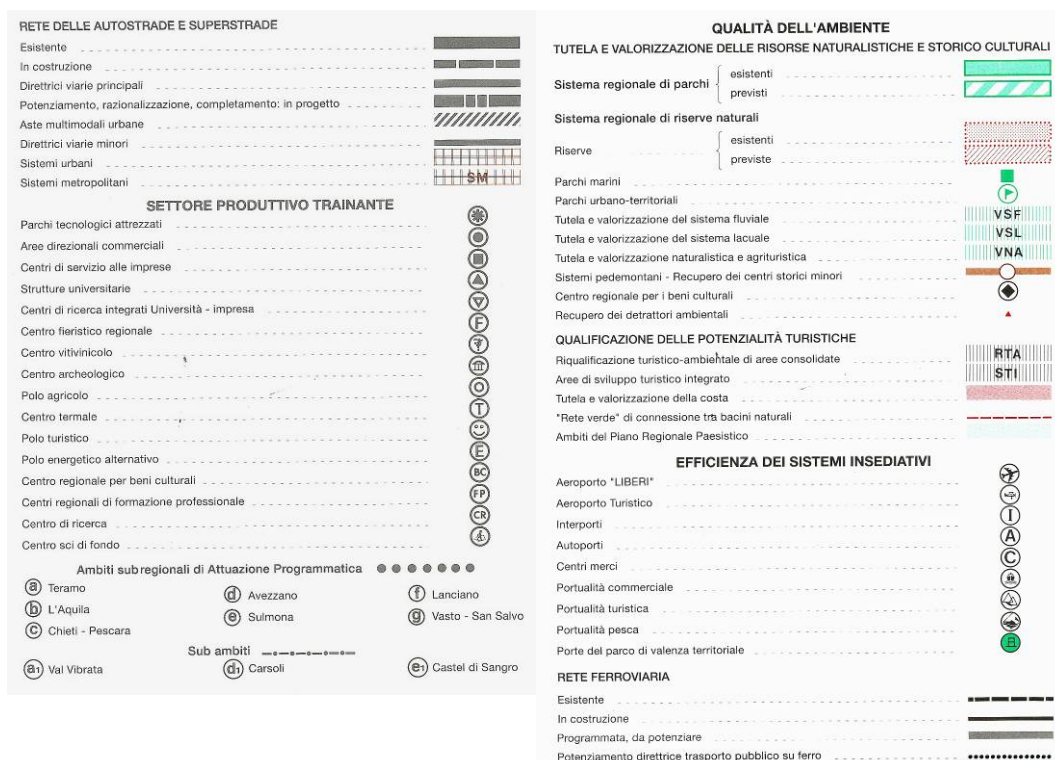 RETE DELLE AUTOSTRADE E SUPERSTRADE
Esistente
In costruzione
Direttrici viarie principali
Potenziamento, razionalizzazione, completamento: in progetto
Aste multimodali urbane
Direttrici viarie minori
Sistemi urbani
Sistemi metropolitani SM
SETTORE PRODUTTIVO TRAINANTE
Parchi tecnologici attrezzati
Aree direzionali commerciali
Centri di servizio alle imprese
Strutture universitarie
Centri di ricerca integrati Università - impresa
Centro fieristico regionale F
Centro vitivinicolo
Centro archeologico
Polo agricolo O
Centro termale T
Polo turistico
Polo energetico alternativo E
Centro regionale per beni culturali BC
Centri regionali di formazione professionale FP
Centro di ricerca CR
Centro sci di fondo
Ambiti subregionali di Attuazione Programmatica
a Teramo
b L'Aquila
c Chieti - Pescara
d Avezzano
e Sulmona
f Lanciano
g Vasto - San Salvo
Sub ambiti
a1 Val Vibrata
d1 Carsoli
e1 Castel di Sangro
QUALITÀ DELL'AMBIENTE
TUTELA E VALORIZZAZIONE DELLE RISORSE NATURALISTICHE E STORICO CULTURALI
Sistema regionale di parchi
esistenti
previsti
Sistema regionale di riserve naturali
Riserve
esistenti
previste
Parchi marini
Parchi urbano-territoriali
Tutela e valorizzazione del sistema fluviale VSF
Tutela e valorizzazione del sistema lacuale VSL
Tutela e valorizzazione naturalistica e agrituristica VNA
Sistemi pedemontani - Recupero dei centri storici minori
Centro regionale per i beni culturali
Recupero dei detrattori ambientali
QUALIFICAZIONE DELLE POTENZIALITÀ TURISTICHE
Riqualificazione turistico-ambientale di aree consolidate RTA
Aree di sviluppo turistico integrato STI
Tutela e valorizzazione della costa
"Rete verde" di connessione tra bacini naturali
Ambiti del Piano Regionale Paesistico
EFFICIENZA DEI SISTEMI INSEDIATIVI
Aeroporto "LIBERI"
Aeroporto Turistico
Interporti I
Autoporti A
Centri merci C
Portualità commerciale
Portualità turistica
Portualità pesca
Porte del parco di valenza territoriale
RETE FERROVIARIA
Esistente
In costruzione
Programmata, da potenziare
Potenziamento direttrice trasporto pubblico su ferro